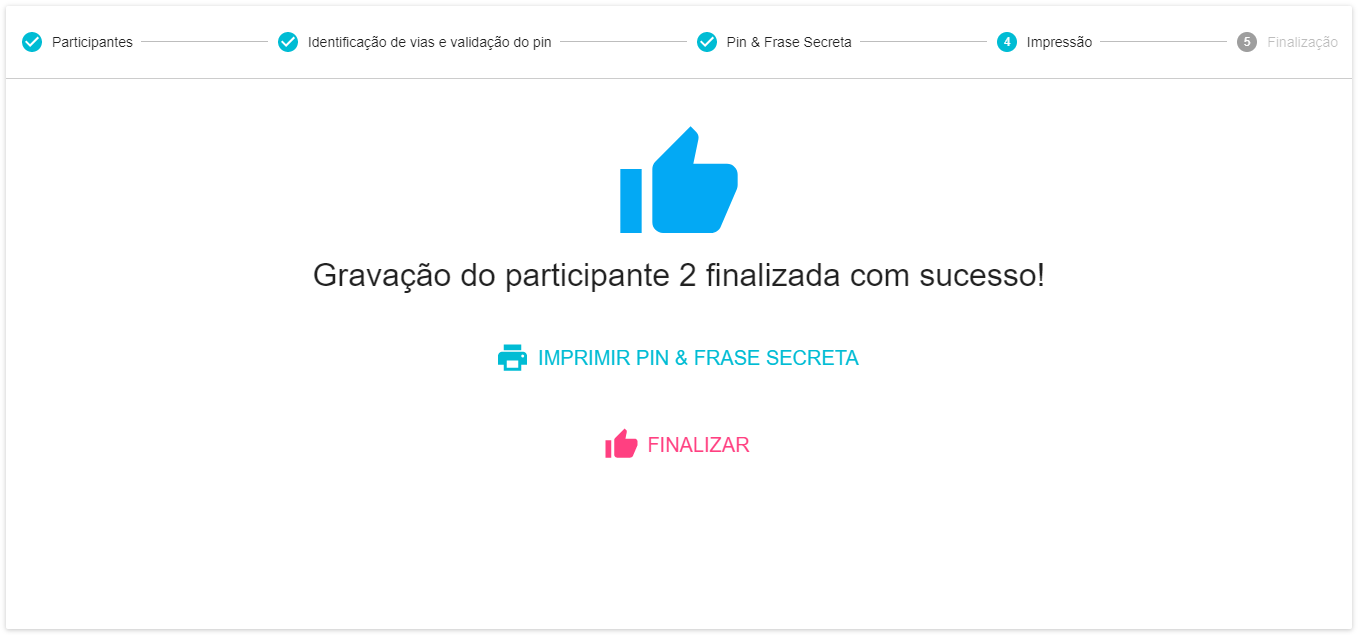 Participantes
Identificação de vias e validação do pin
Pin & Frase Secreta
4 Impressão
5 Finalização
Gravação do participante 2 finalizada com sucesso!
IMPRIMIR PIN & FRASE SECRETA
FINALIZAR